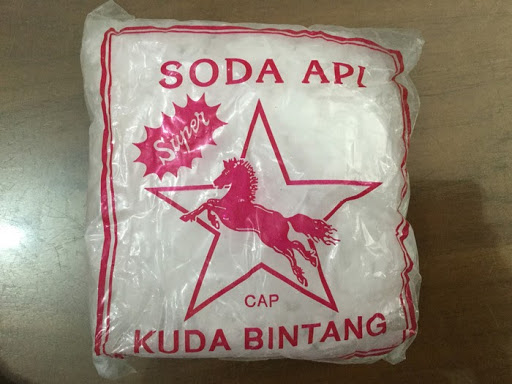 SODA API
Super
CAP
KUDA BINTANG